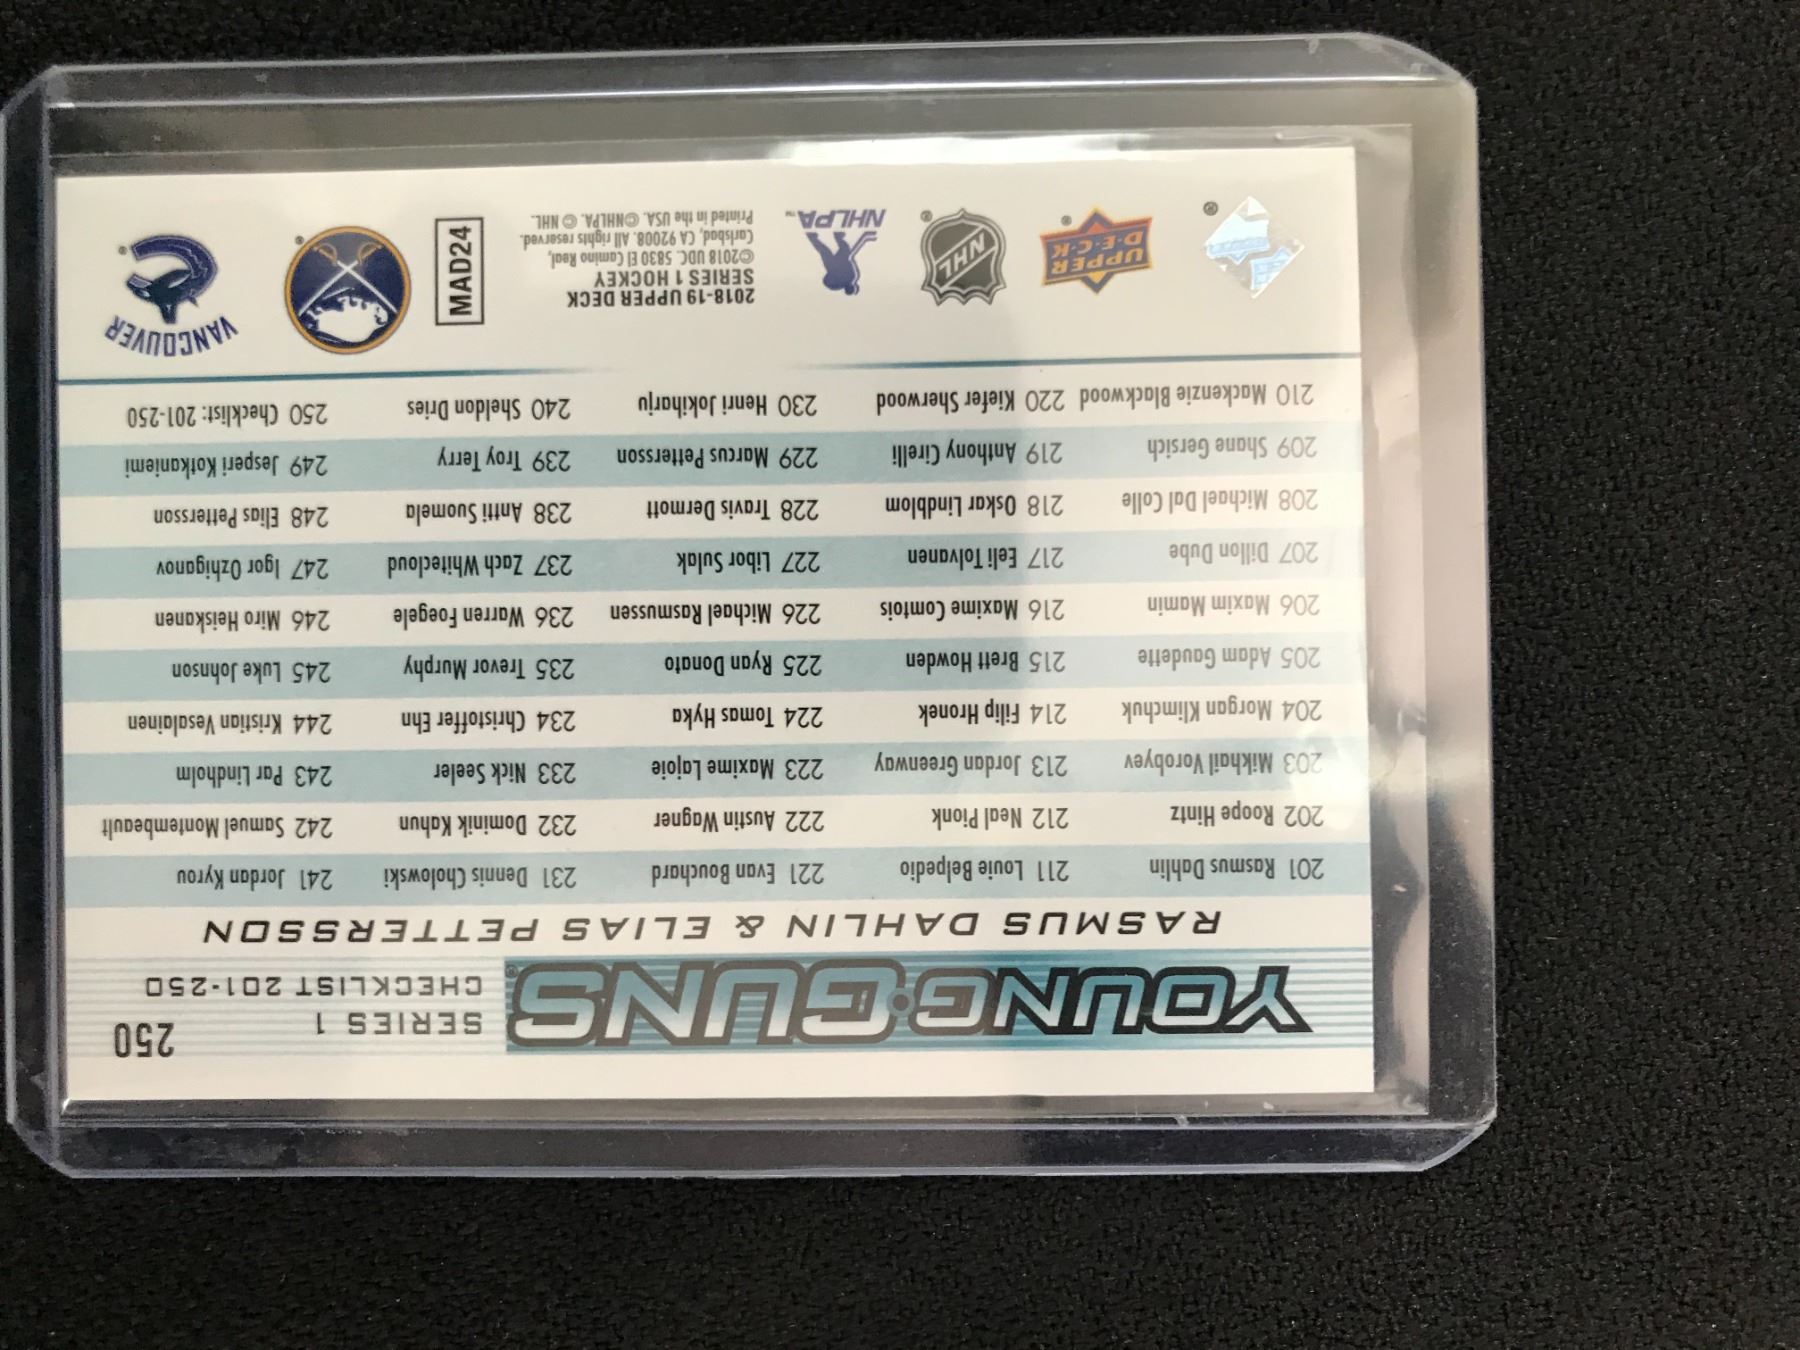 YOUNG GUNS®
SERIES 1
CHECKLIST 201-250
250
RASMUS DAHLIN & ELIAS PETTERSSON
201 Rasmus Dahlin 211 Louie Belpedio 221 Evan Bouchard 231 Dennis Cholowski 241 Jordan Kyrou
202 Roope Hintz 212 Neal Pionk 222 Austin Wagner 232 Dominik Kahun 242 Samuel Montembeault
203 Mikhail Vorobyev 213 Jordan Greenway 223 Maxime Lajoie 233 Nick Seeler 243 Par Lindholm
204 Morgan Klimchuk 214 Filip Hronek 224 Tomas Hyka 234 Christoffer Ehn 244 Kristian Vesalainen
205 Adam Gaudette 215 Brett Howden 225 Ryan Donato 235 Trevor Murphy 245 Luke Johnson
206 Maxim Mamin 216 Maxime Comtois 226 Michael Rasmussen 236 Warren Foegele 246 Miro Heiskanen
207 Dillon Dube 217 Eeli Tolvanen 227 Libor Sulak 237 Zach Whitecloud 247 Igor Ozhiganov
208 Michael Dal Colle 218 Oskar Lindblom 228 Travis Dermott 238 Antti Suomela 248 Elias Pettersson
209 Shane Gersich 219 Anthony Cirelli 229 Marcus Pettersson 239 Troy Terry 249 Jesperi Kotkaniemi
210 Mackenzie Blackwood 220 Kiefer Sherwood 230 Henri Jokiharju 240 Sheldon Dries 250 Checklist: 201-250
UPPER
D·E·C·K
®
NHL
®
NHLPA™
2018-19 UPPER DECK
SERIES 1 HOCKEY
©2018 UDC. 5830 El Camino Real,
Carlsbad, CA 92008. All rights reserved.
Printed in the USA. ©NHLPA. © NHL.
MAD24
®
VANCOUVER
®